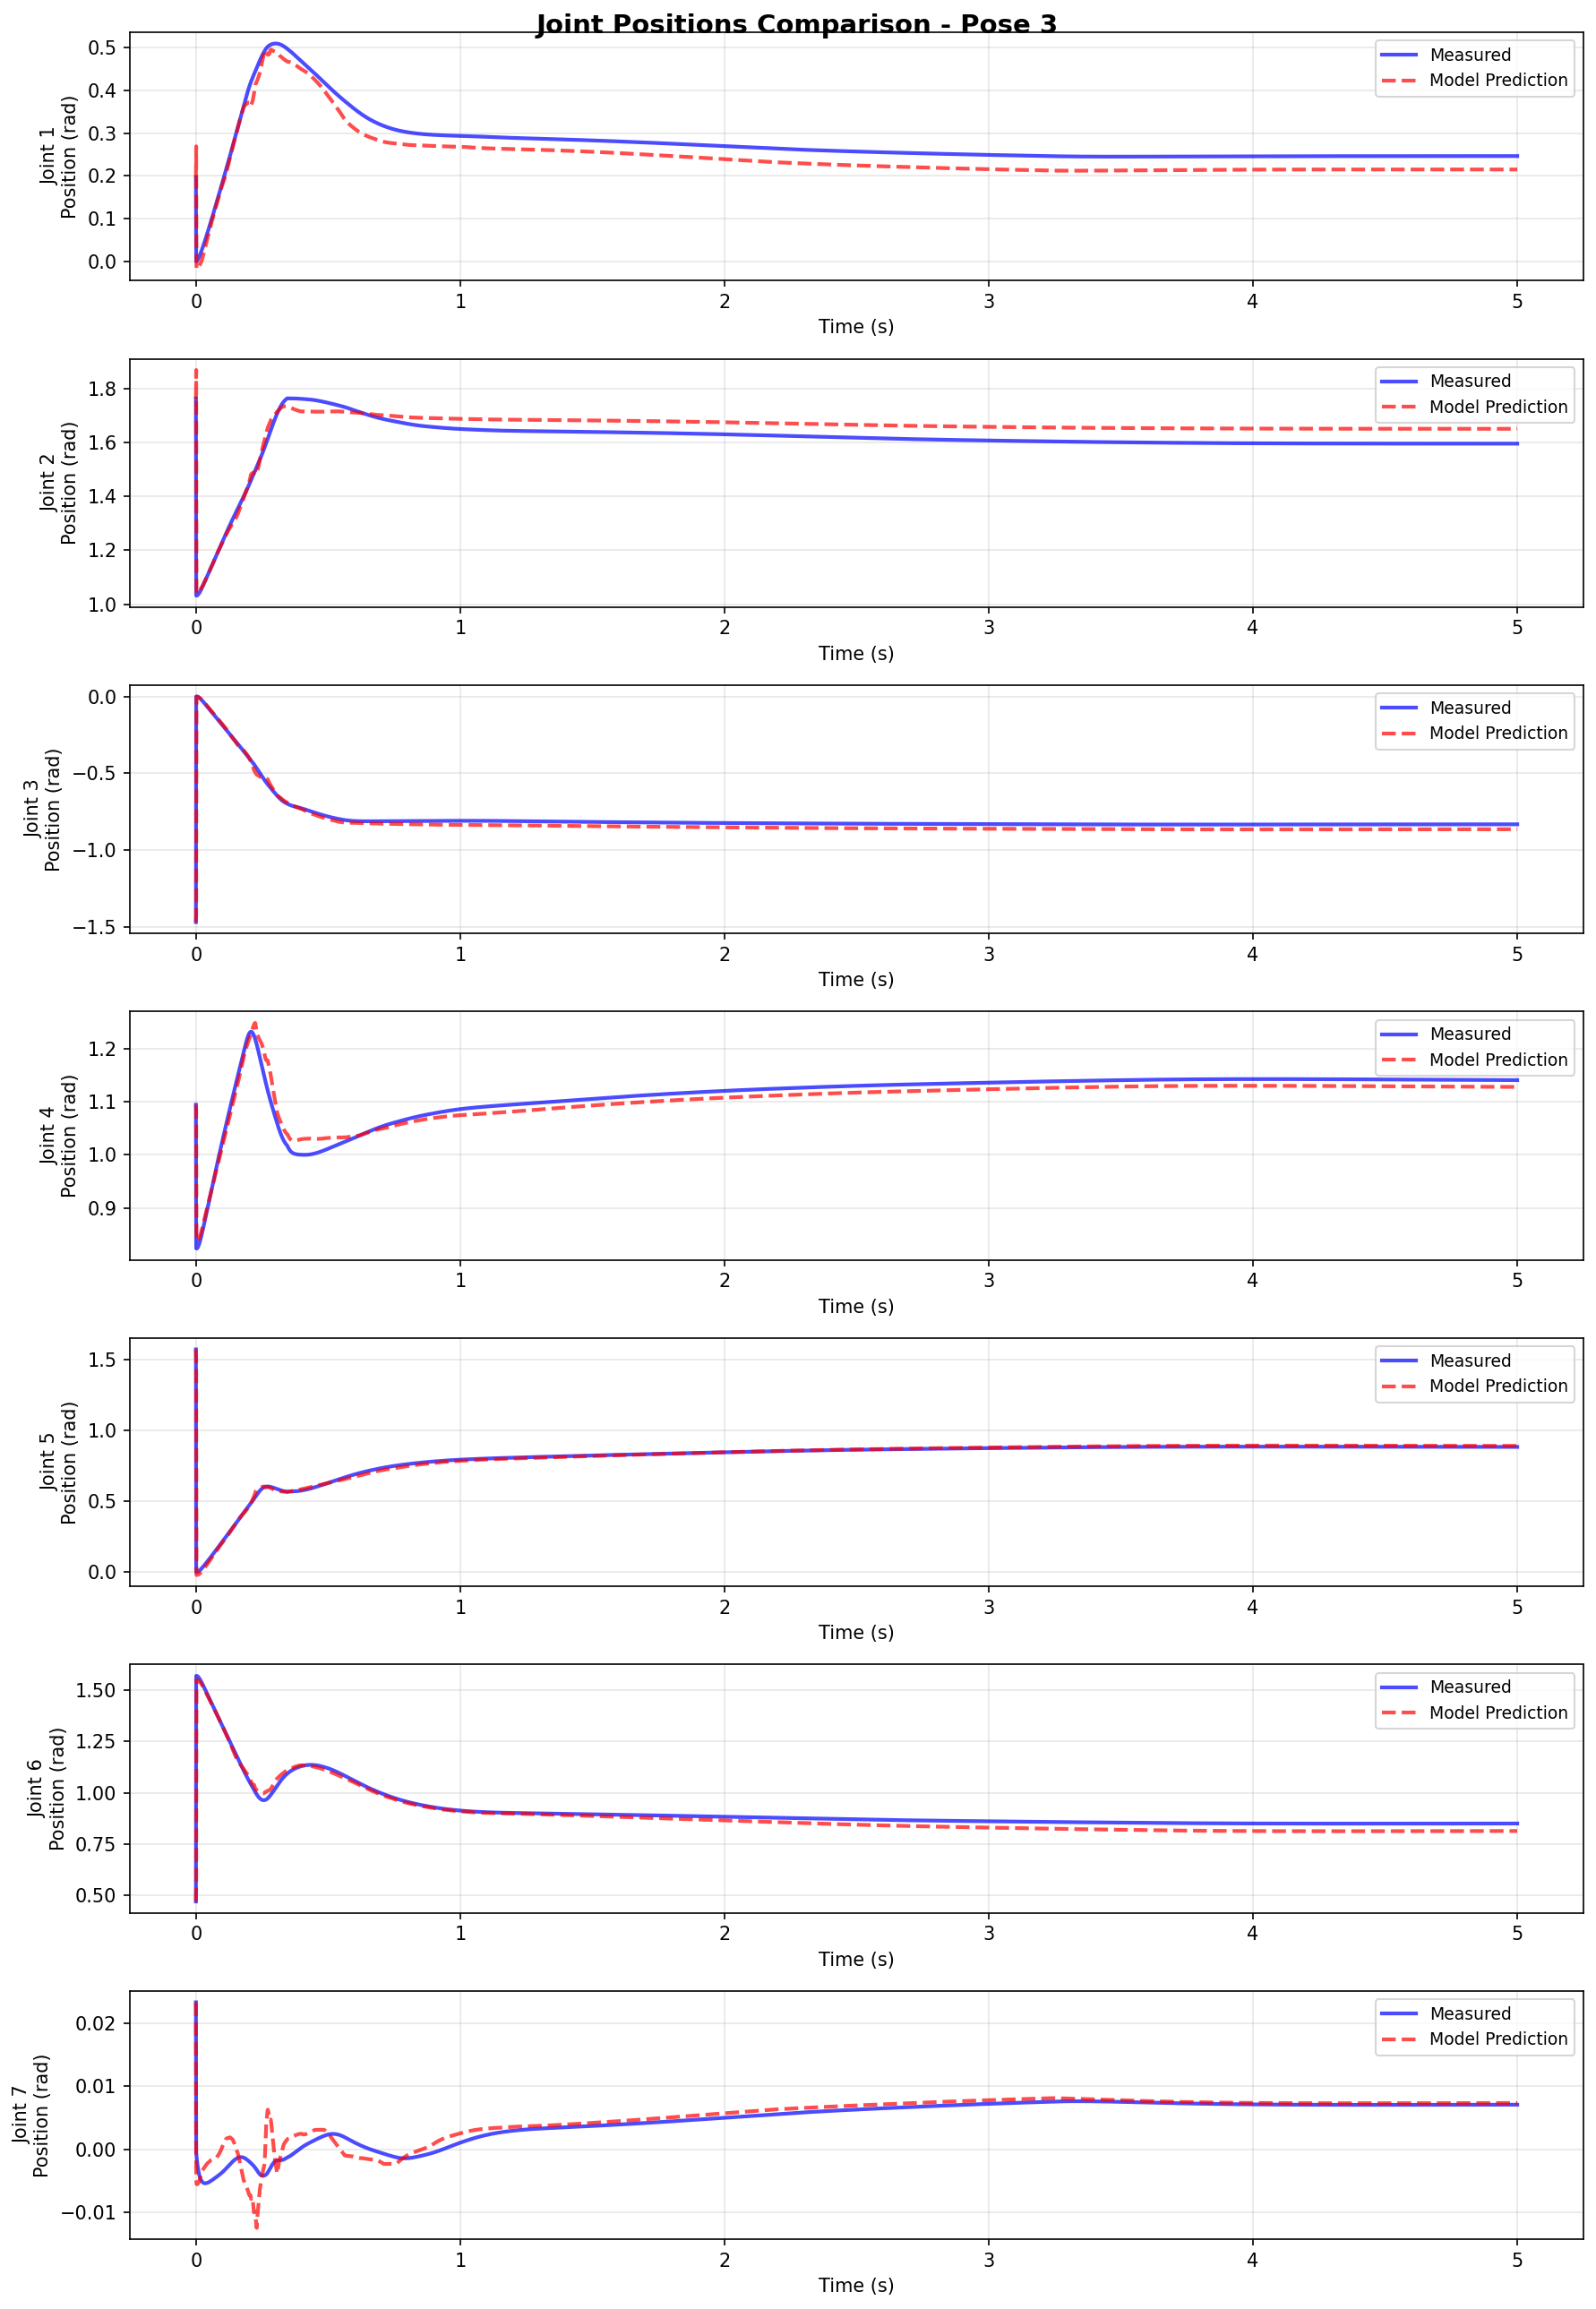 Joint Positions Comparison - Pose 3
Joint 1
Position (rad)
0.5
0.4
0.3
0.2
0.1
0.0
Measured
Model Prediction
0 1 2 3 4 5
Time (s)
Joint 2
Position (rad)
1.8
1.6
1.4
1.2
1.0
Measured
Model Prediction
0 1 2 3 4 5
Time (s)
Joint 3
Position (rad)
0.0
−0.5
−1.0
−1.5
Measured
Model Prediction
0 1 2 3 4 5
Time (s)
Joint 4
Position (rad)
1.2
1.1
1.0
0.9
Measured
Model Prediction
0 1 2 3 4 5
Time (s)
Joint 5
Position (rad)
1.5
1.0
0.5
0.0
Measured
Model Prediction
0 1 2 3 4 5
Time (s)
Joint 6
Position (rad)
1.50
1.25
1.00
0.75
0.50
Measured
Model Prediction
0 1 2 3 4 5
Time (s)
Joint 7
Position (rad)
0.02
0.01
0.00
−0.01
Measured
Model Prediction
0 1 2 3 4 5
Time (s)